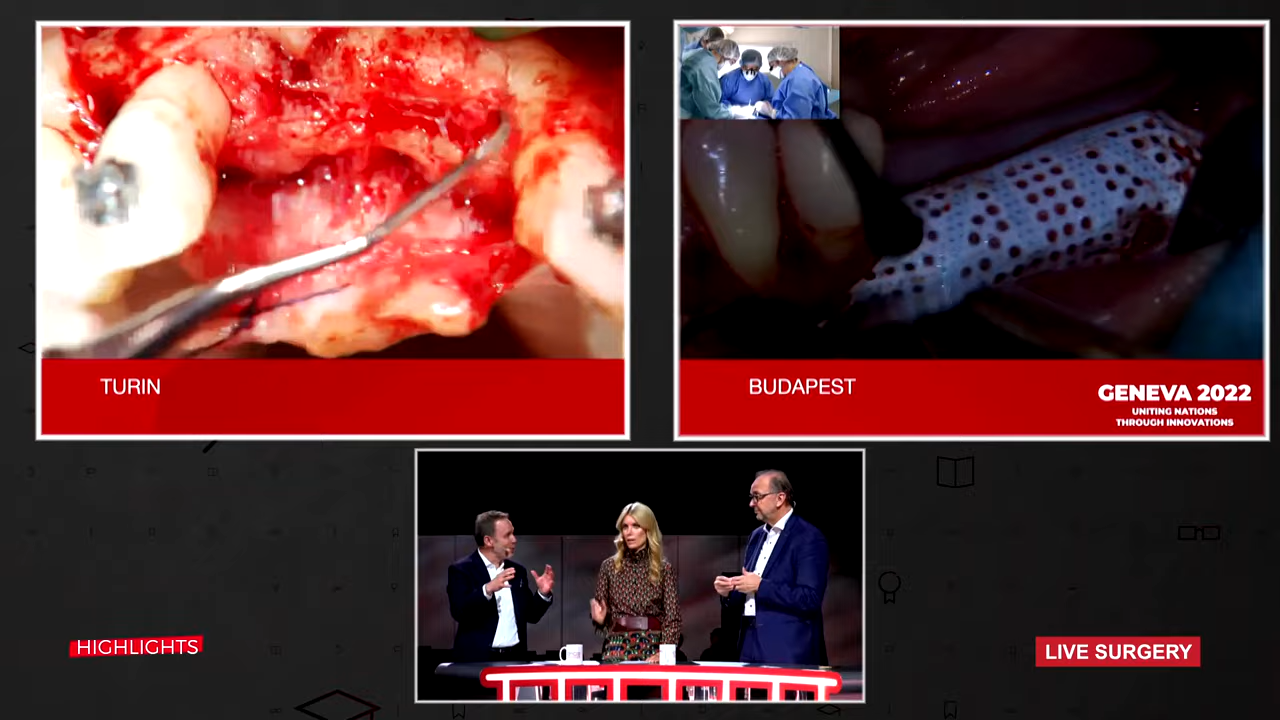 TURIN
BUDAPEST
GENEVA 2022
UNITING NATIONS
THROUGH INNOVATIONS
HIGHLIGHTS
LIVE SURGERY